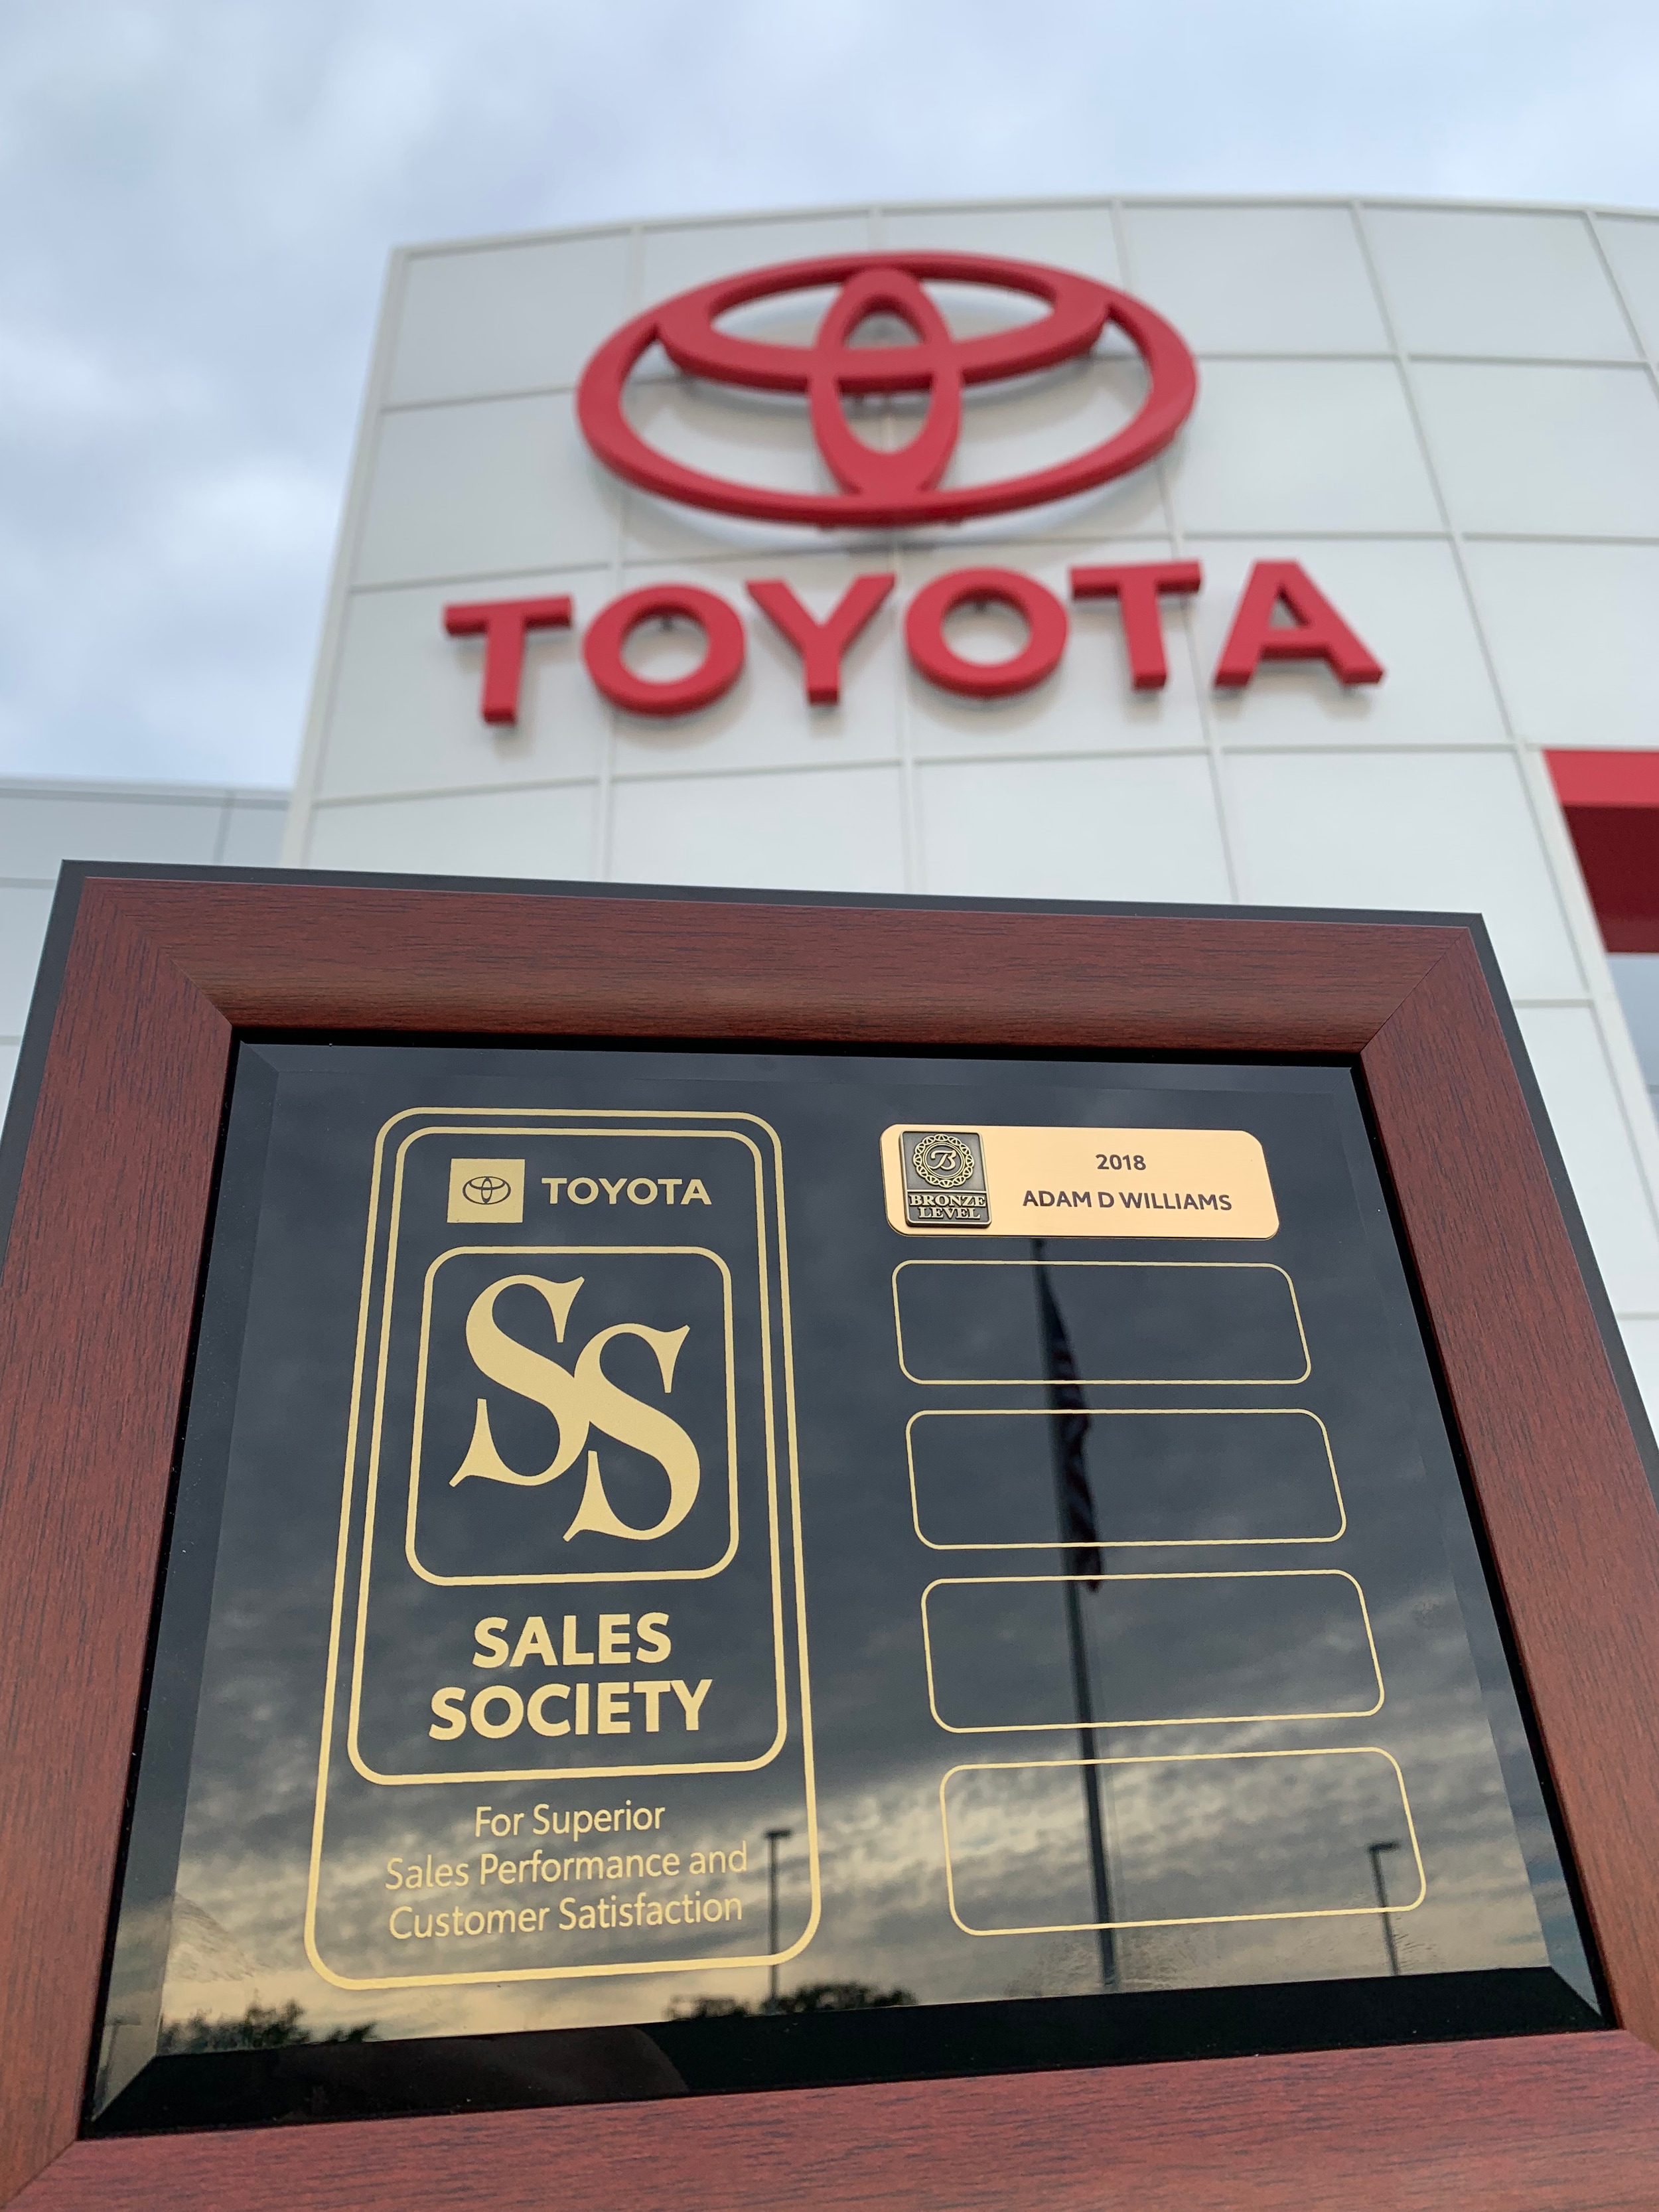 TOYOTA
TOYOTA
SS
SALES
SOCIETY
For Superior
Sales Performance and
Customer Satisfaction
B
BRONZE
LEVEL
2018
ADAM D WILLIAMS